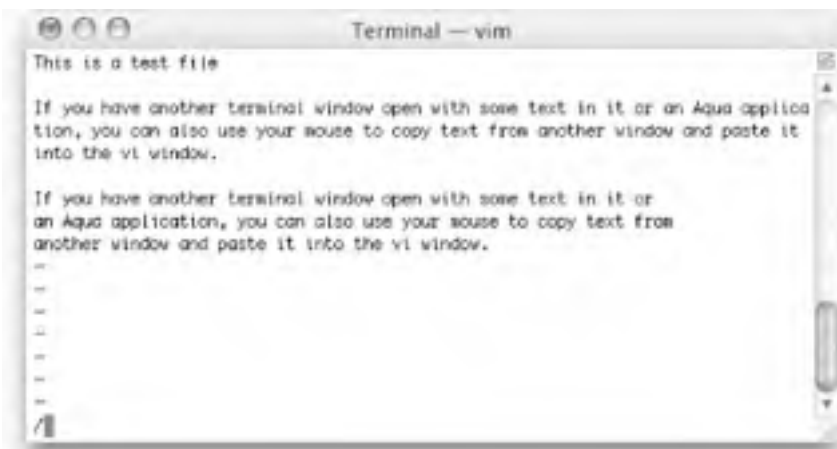 Terminal — vim
This is a test file
If you have another terminal window open with some text in it or an Aqua applica
tion, you can also use your mouse to copy text from another window and paste it
into the vi window.
If you have another terminal window open with some text in it or
an Aqua application, you can also use your mouse to copy text from
another window and paste it into the vi window.
~
~
~
~
~
~
~
/